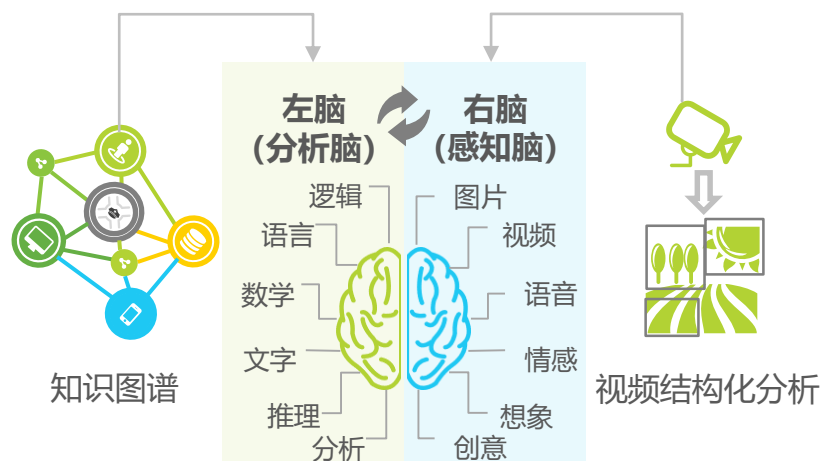 左脑
（分析脑）
右脑
（感知脑）
逻辑
语言
数学
文字
推理
分析
图片
视频
语音
情感
想象
创意
知识图谱
视频结构化分析